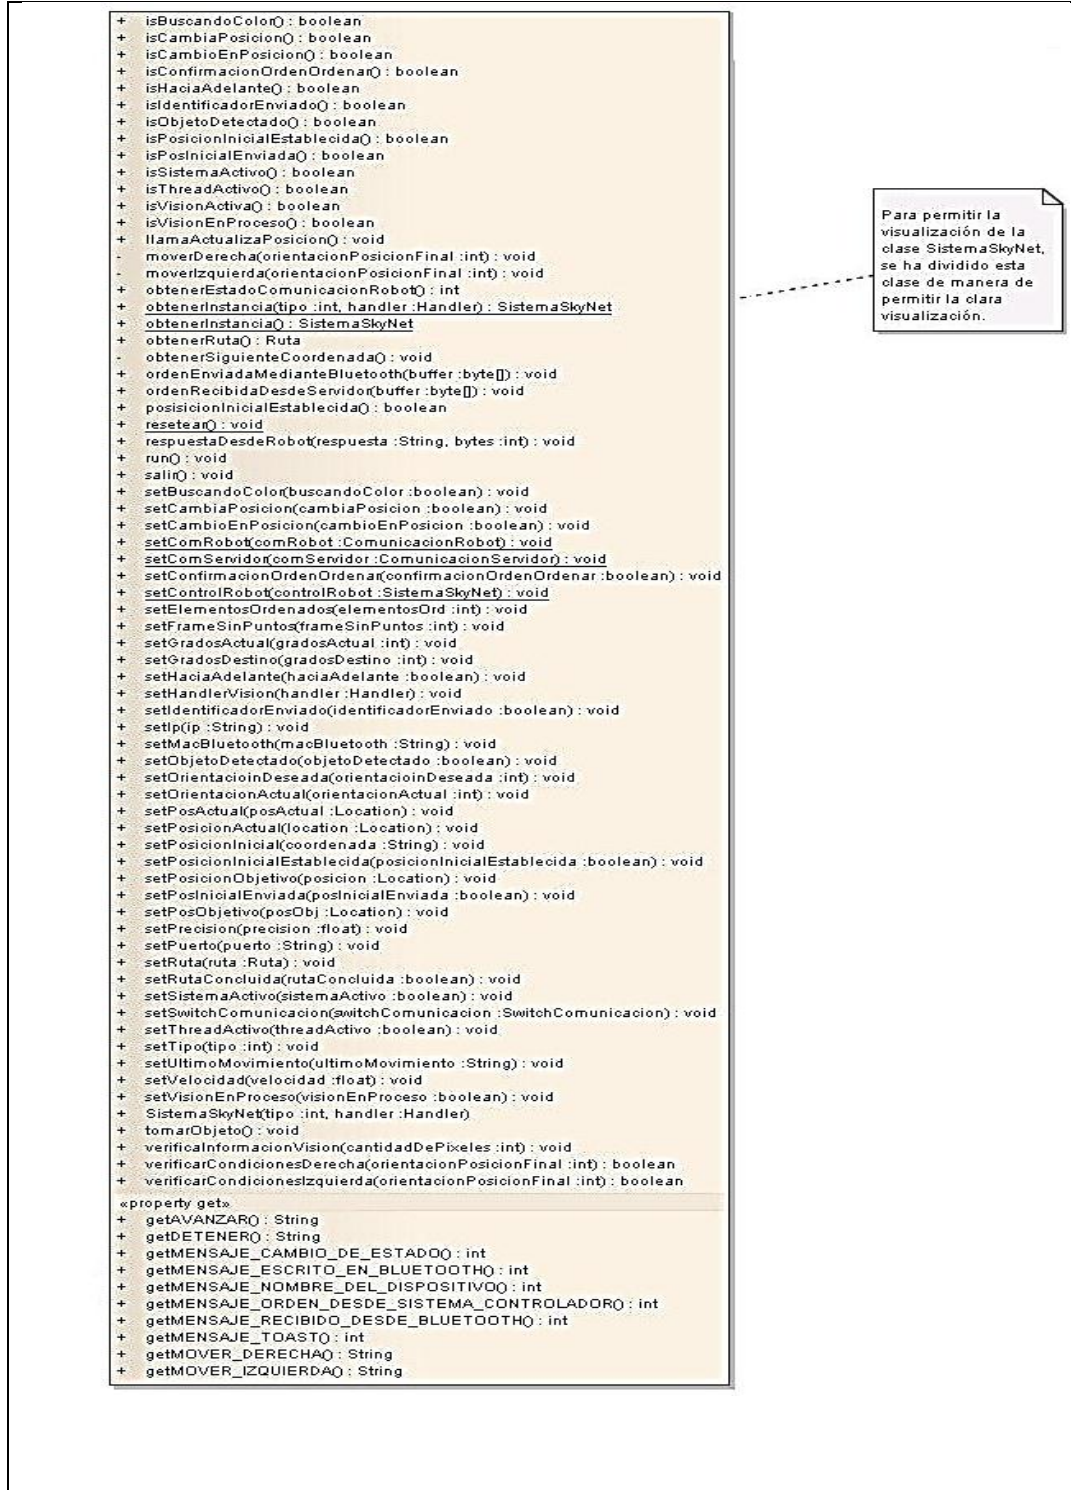 + isBuscandoColor() : boolean
+ isCambiaPosicion() : boolean
+ isCambioEnPosicion() : boolean
+ isConfirmacionOrdenOrdenar() : boolean
+ isHaciaAdelante() : boolean
+ isIdentificadorEnviado() : boolean
+ isObjetoDetectado() : boolean
+ isPosicionInicialEstablecida() : boolean
+ isPosInicialEnviada() : boolean
+ isSistemaActivo() : boolean
+ isThreadActivo() : boolean
+ isVisionActiva() : boolean
+ isVisionEnProceso() : boolean
+ llamaActualizaPosicion() : void
- moverDerecha(orientacionPosicionFinal :int) : void
- moverIzquierda(orientacionPosicionFinal :int) : void
+ obtenerEstadoComunicacionRobot() : int
+ obtenerInstancia(tipo :int, handler :Handler) : SistemaSkyNet
+ obtenerInstancia() : SistemaSkyNet
+ obtenerRuta() : Ruta
- obtenerSiguienteCoordenada() : void
+ ordenEnviadaMedianteBluetooth(buffer :byte[]) : void
+ ordenRecibidaDesdeServidor(buffer :byte[]) : void
+ posisicionInicialEstablecida() : boolean
+ resetear() : void
+ respuestaDesdeRobot(respuesta :String, bytes :int) : void
+ run() : void
+ salir() : void
+ setBuscandoColor(buscandoColor :boolean) : void
+ setCambiaPosicion(cambiaPosicion :boolean) : void
+ setCambioEnPosicion(cambioEnPosicion :boolean) : void
+ setComRobot(comRobot :ComunicacionRobot) : void
+ setComServidor(comServidor :ComunicacionServidor) : void
+ setConfirmacionOrdenOrdenar(confirmacionOrdenOrdenar :boolean) : void
+ setControlRobot(controlRobot :SistemaSkyNet) : void
+ setElementosOrdenados(elementosOrd :int) : void
+ setFrameSinPuntos(frameSinPuntos :int) : void
+ setGradosActual(gradosActual :int) : void
+ setGradosDestino(gradosDestino :int) : void
+ setHaciaAdelante(haciaAdelante :boolean) : void
+ setHandlerVision(handler :Handler) : void
+ setIdentificadorEnviado(identificadorEnviado :boolean) : void
+ setIp(ip :String) : void
+ setMacBluetooth(macBluetooth :String) : void
+ setObjetoDetectado(objetoDetectado :boolean) : void
+ setOrientacioinDeseada(orientacioinDeseada :int) : void
+ setOrientacionActual(orientacionActual :int) : void
+ setPosActual(posActual :Location) : void
+ setPosicionActual(location :Location) : void
+ setPosicionInicial(coordenada :String) : void
+ setPosicionInicialEstablecida(posicionInicialEstablecida :boolean) : void
+ setPosicionObjetivo(posicion :Location) : void
+ setPosInicialEnviada(posInicialEnviada :boolean) : void
+ setPosObjetivo(posObj :Location) : void
+ setPrecision(precision :float) : void
+ setPuerto(puerto :String) : void
+ setRuta(ruta :Ruta) : void
+ setRutaConcluida(rutaConcluida :boolean) : void
+ setSistemaActivo(sistemaActivo :boolean) : void
+ setSwitchComunicacion(switchComunicacion :SwitchComunicacion) : void
+ setThreadActivo(threadActivo :boolean) : void
+ setTipo(tipo :int) : void
+ setUltimoMovimiento(ultimoMovimiento :String) : void
+ setVelocidad(velocidad :float) : void
+ setVisionEnProceso(visionEnProceso :boolean) : void
+ SistemaSkyNet(tipo :int, handler :Handler)
+ tomarObjeto() : void
+ verificaInformacionVision(cantidadDePixeles :int) : void
+ verificarCondicionesDerecha(orientacionPosicionFinal :int) : boolean
+ verificarCondicionesIzquierda(orientacionPosicionFinal :int) : boolean
«property get»
+ getAVANZAR() : String
+ getDETENER() : String
+ getMENSAJE_CAMBIO_DE_ESTADO() : int
+ getMENSAJE_ESCRITO_EN_BLUETOOTH() : int
+ getMENSAJE_NOMBRE_DEL_DISPOSITIVO() : int
+ getMENSAJE_ORDEN_DESDE_SISTEMA_CONTROLADOR() : int
+ getMENSAJE_RECIBIDO_DESDE_BLUETOOTH() : int
+ getMENSAJE_TOAST() : int
+ getMOVER_DERECHA() : String
+ getMOVER_IZQUIERDA() : String
Para permitir la
visualización de la
clase SistemaSkyNet,
se ha dividido esta
clase de manera de
permitir la clara
visualización.